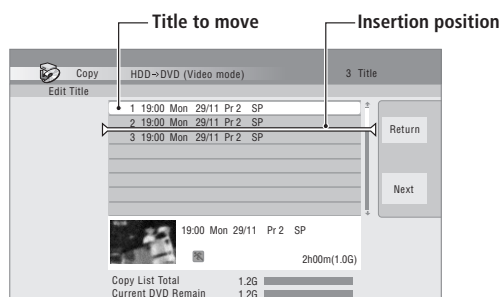 Title to move
Insertion position
Copy HDD->DVD (Video mode) 3 Title
Edit Title
1 19:00 Mon 29/11 Pr 2 SP
2 19:00 Mon 29/11 Pr 2 SP
3 19:00 Mon 29/11 Pr 2 SP
Return
Next
19:00 Mon 29/11 Pr 2 SP
2h00m(1.0G)
Copy List Total 1.2G
Current DVD Remain 1.2G